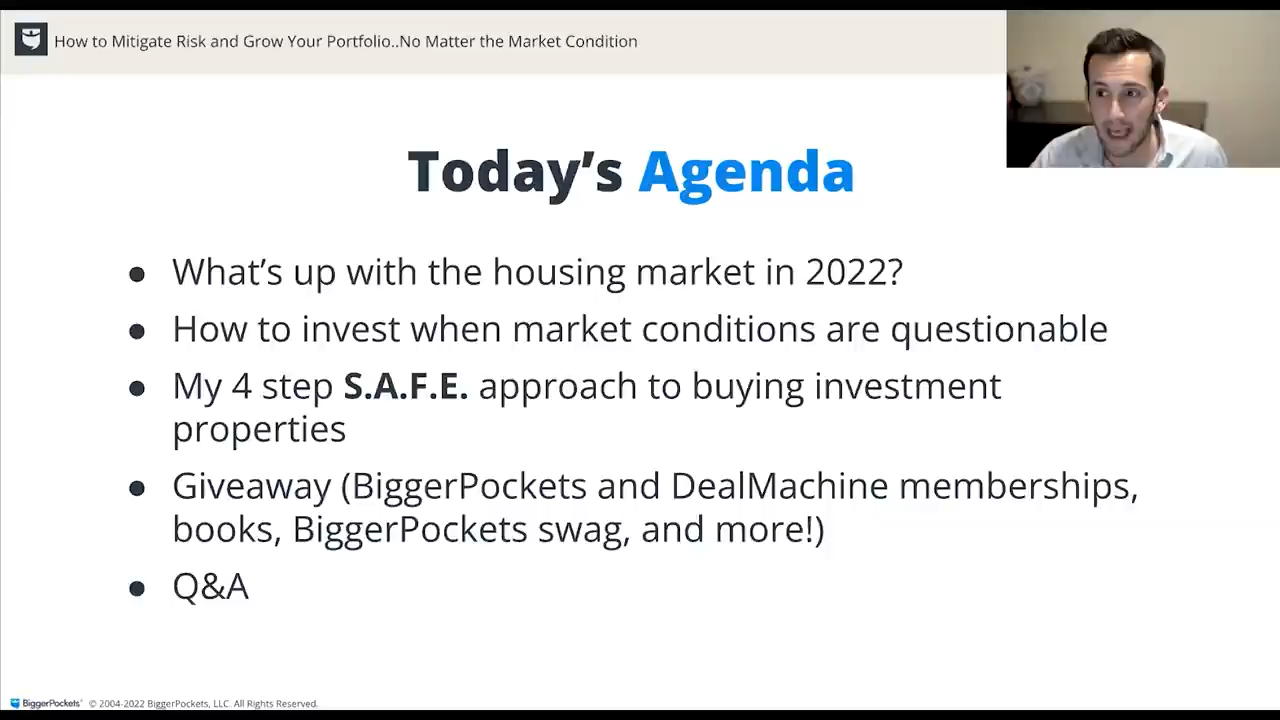 How to Mitigate Risk and Grow Your Portfolio..No Matter the Market Condition
Today's Agenda
● What's up with the housing market in 2022?
● How to invest when market conditions are questionable
● My 4 step S.A.F.E. approach to buying investment
properties
● Giveaway (BiggerPockets and DealMachine memberships,
books, BiggerPockets swag, and more!)
● Q&A
BiggerPockets © 2004-2022 BiggerPockets, LLC. All Rights Reserved.